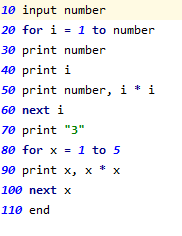 10 input number
20 for i = 1 to number
30 print number
40 print i
50 print number, i * i
60 next i
70 print "3"
80 for x = 1 to 5
90 print x, x * x
100 next x
110 end